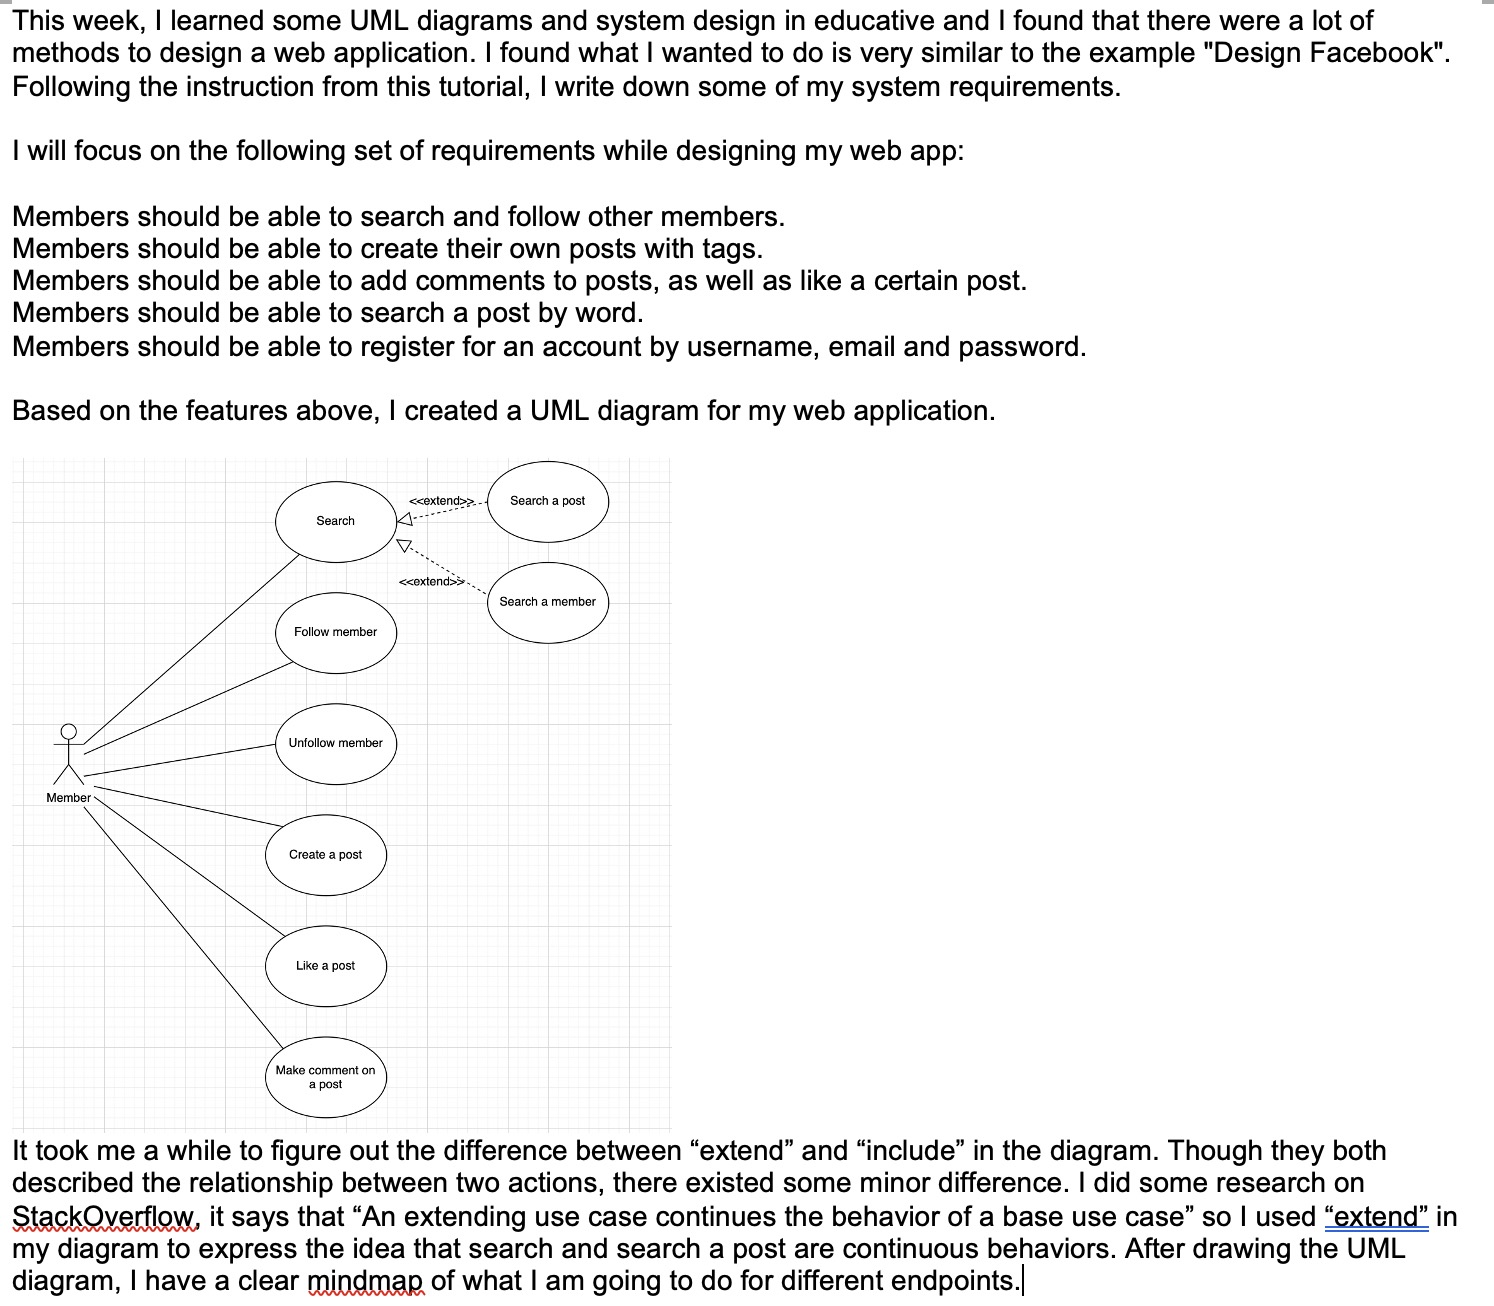 This week, I learned some UML diagrams and system design in educative and I found that there were a lot of
methods to design a web application. I found what I wanted to do is very similar to the example "Design Facebook".
Following the instruction from this tutorial, I write down some of my system requirements.
I will focus on the following set of requirements while designing my web app:
Members should be able to search and follow other members.
Members should be able to create their own posts with tags.
Members should be able to add comments to posts, as well as like a certain post.
Members should be able to search a post by word.
Members should be able to register for an account by username, email and password.
Based on the features above, I created a UML diagram for my web application.
<<extend>>
Search a post
Search
<<extend>>
Search a member
Follow member
Unfollow member
Member
Create a post
Like a post
Make comment on
a post
It took me a while to figure out the difference between “extend” and “include” in the diagram. Though they both
described the relationship between two actions, there existed some minor difference. I did some research on
StackOverflow, it says that “An extending use case continues the behavior of a base use case” so I used “extend” in
my diagram to express the idea that search and search a post are continuous behaviors. After drawing the UML
diagram, I have a clear mindmap of what I am going to do for different endpoints.